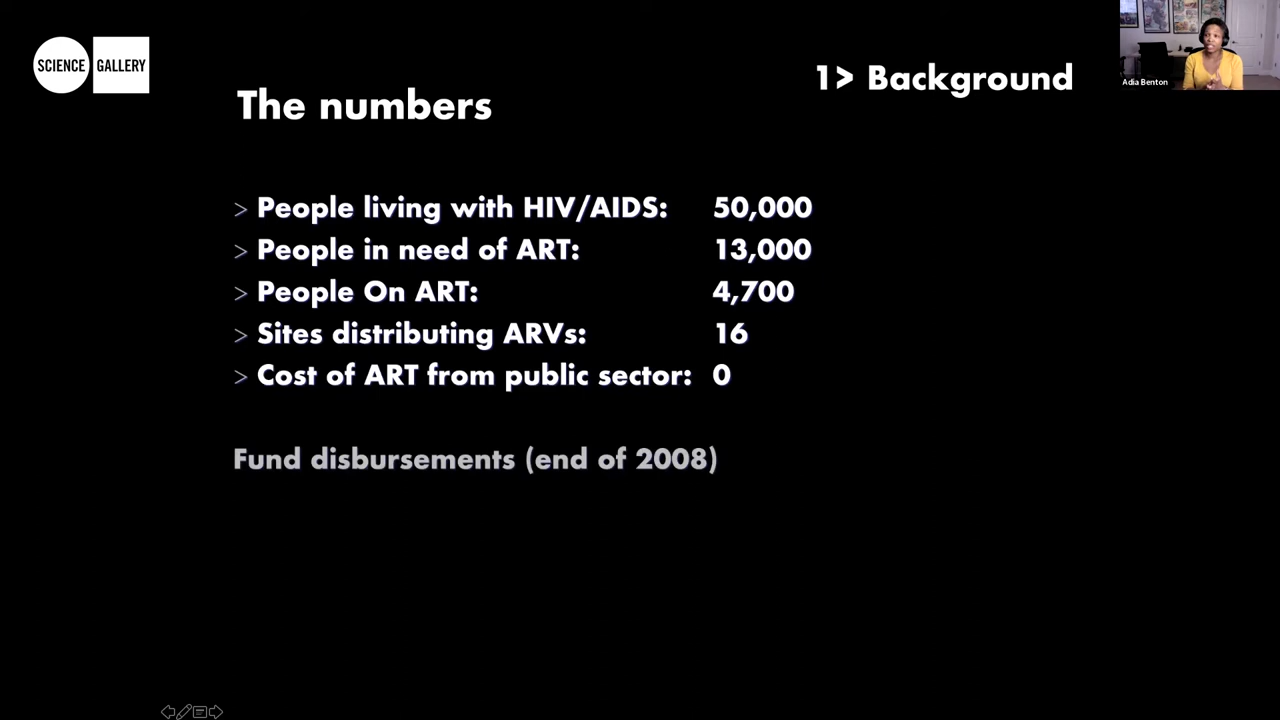 SCIENCE GALLERY
1> Background
Adia Benton
The numbers
> People living with HIV/AIDS: 50,000
> People in need of ART: 13,000
> People On ART: 4,700
> Sites distributing ARVs: 16
> Cost of ART from public sector: 0
Fund disbursements (end of 2008)